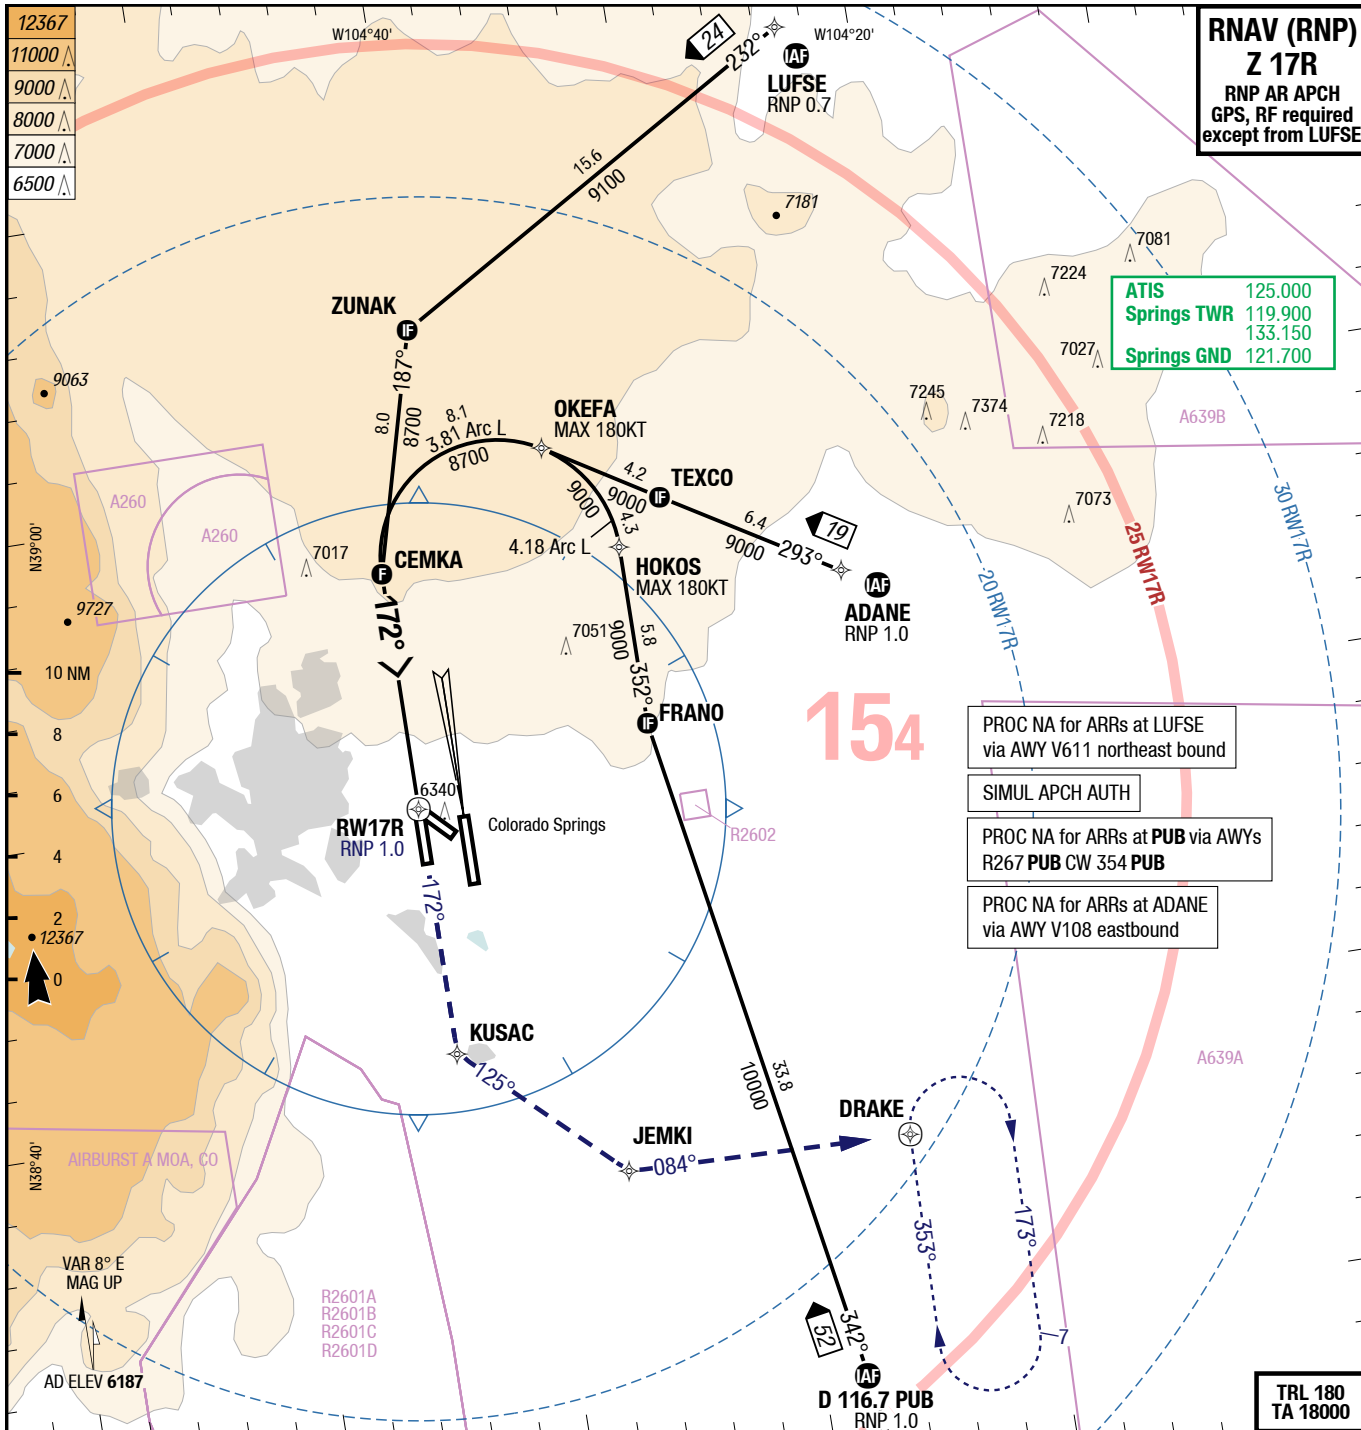 12367
11000
9000
8000
7000
6500
W104°40'
W104°20'
RNAV (RNP)
Z 17R
RNP AR APCH
GPS, RF required
except from LUFSE
24
232°
IAF
LUFSE
RNP 0.7
15.6
9100
7181
7081
7224
7027
ATIS 125.000
Springs TWR 119.900
133.150
Springs GND 121.700
ZUNAK
IF
187°
8.0
8700
9063
8.1
3.81 Arc L
8700
OKEFA
MAX 180KT
4.2
9000
TEXCO
IF
6.4
9000
293°
19
IAF
ADANE
RNP 1.0
7245
7374
7218
7073
A639B
30 RW17R
25 RW17R
20 RW17R
A260
A260
N39°00'
7017
F
CEMKA
172°
9000
4.3
4.18 Arc L
HOKOS
MAX 180KT
7051
5.8
9000
352°
FRANO
IF
9727
10 NM
8
6
4
2
0
12367
154
PROC NA for ARRs at LUFSE
via AWY V611 northeast bound
SIMUL APCH AUTH
PROC NA for ARRs at PUB via AWYs
R267 PUB CW 354 PUB
PROC NA for ARRs at ADANE
via AWY V108 eastbound
6340
RW17R
RNP 1.0
Colorado Springs
R2602
172°
KUSAC
125°
JEMKI
084°
DRAKE
33.8
10000
A639A
353°
173°
7
N38°40'
AIRBURST A MOA, CO
VAR 8° E
MAG UP
AD ELEV 6187
R2601A
R2601B
R2601C
R2601D
52
342°
IAF
D 116.7 PUB
RNP 1.0
TRL 180
TA 18000